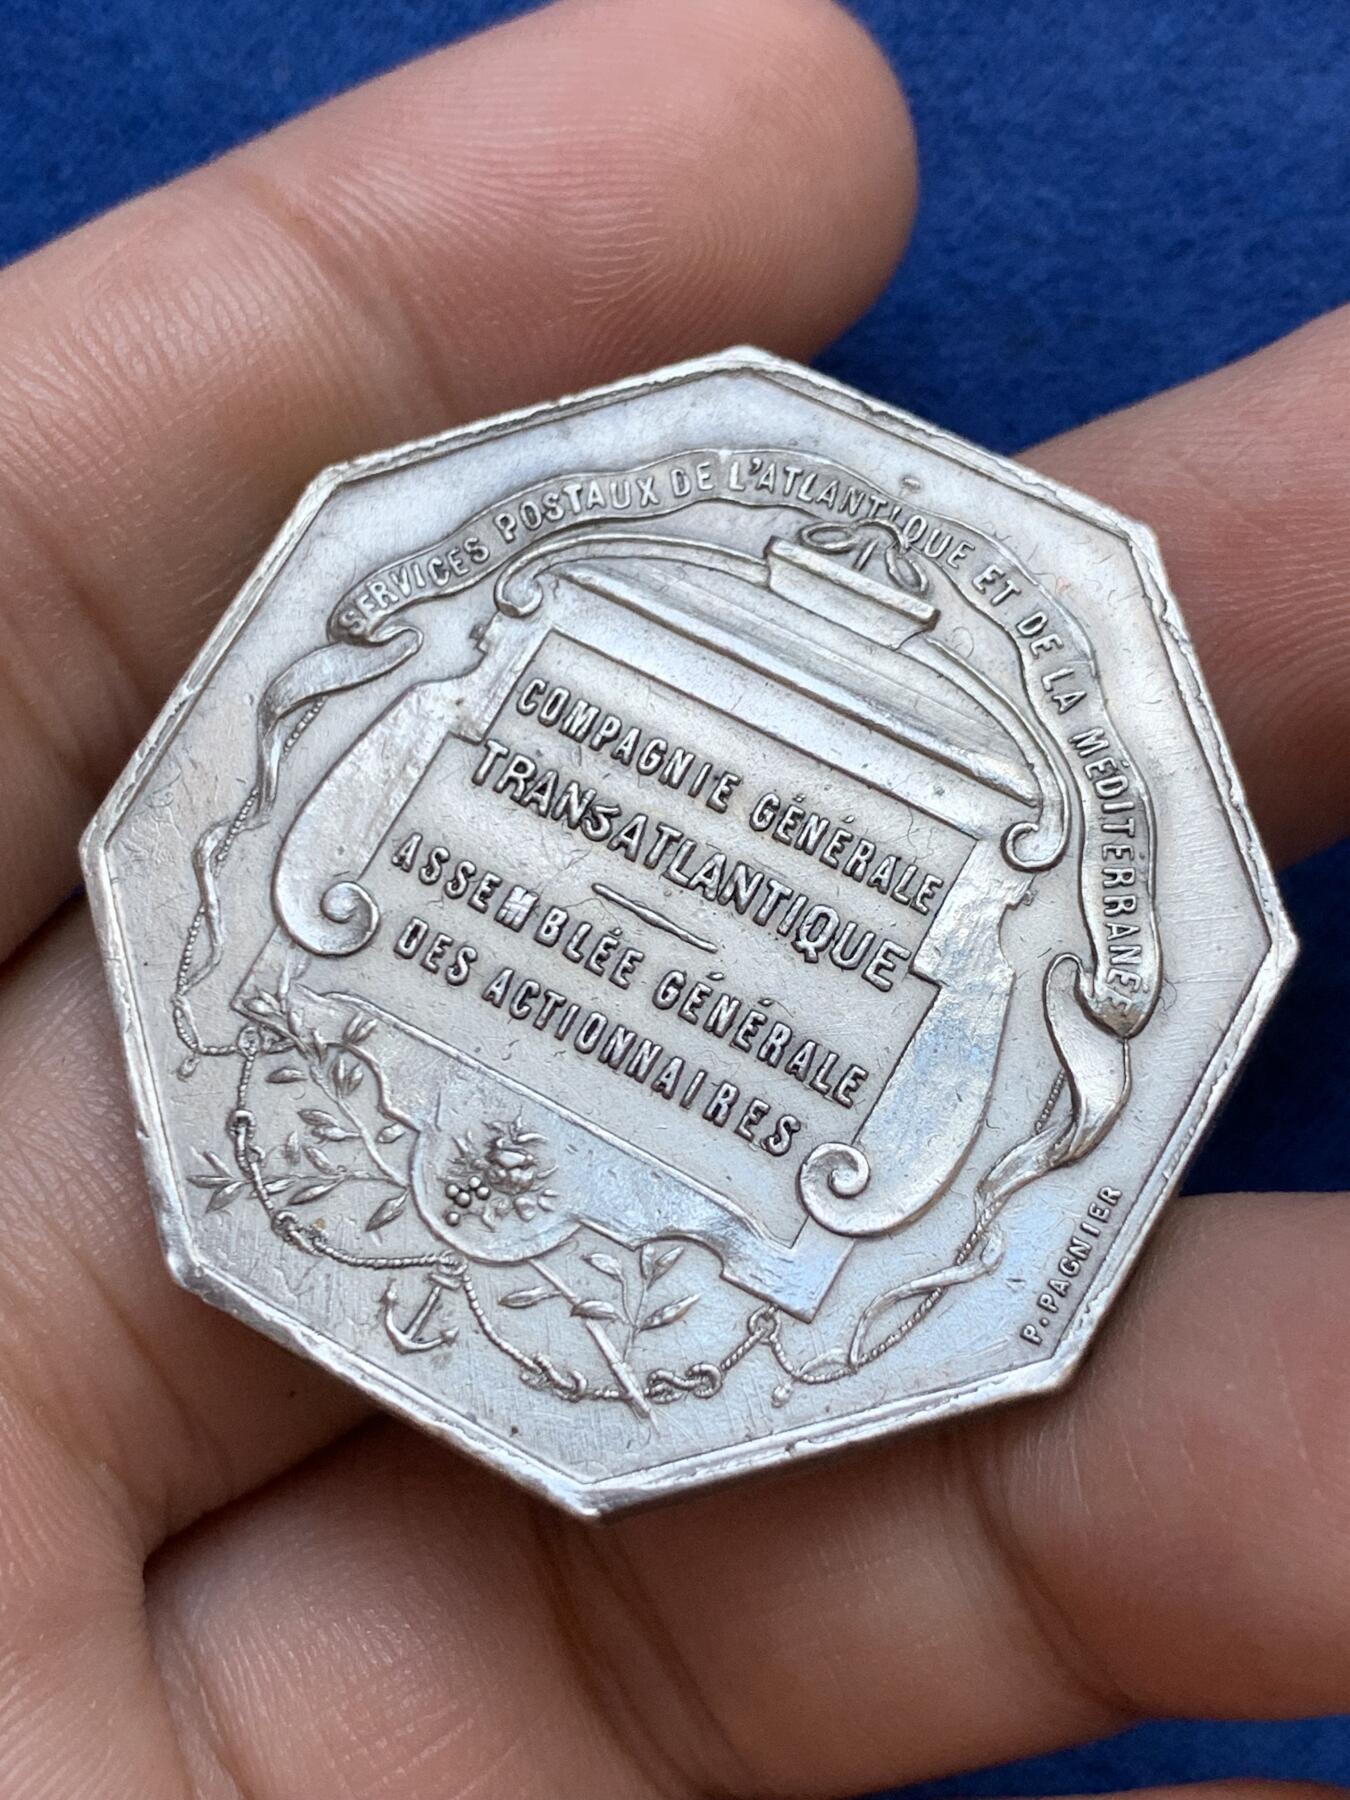 SERVICES POSTAUX DE L'ATLANTIQUE ET DE LA MÉDITERRANÉE
COMPAGNIE GÉNÉRALE
TRANSATLANTIQUE
ASSEMBLÉE GÉNÉRALE
DES ACTIONNAIRES
P. PAGNIER